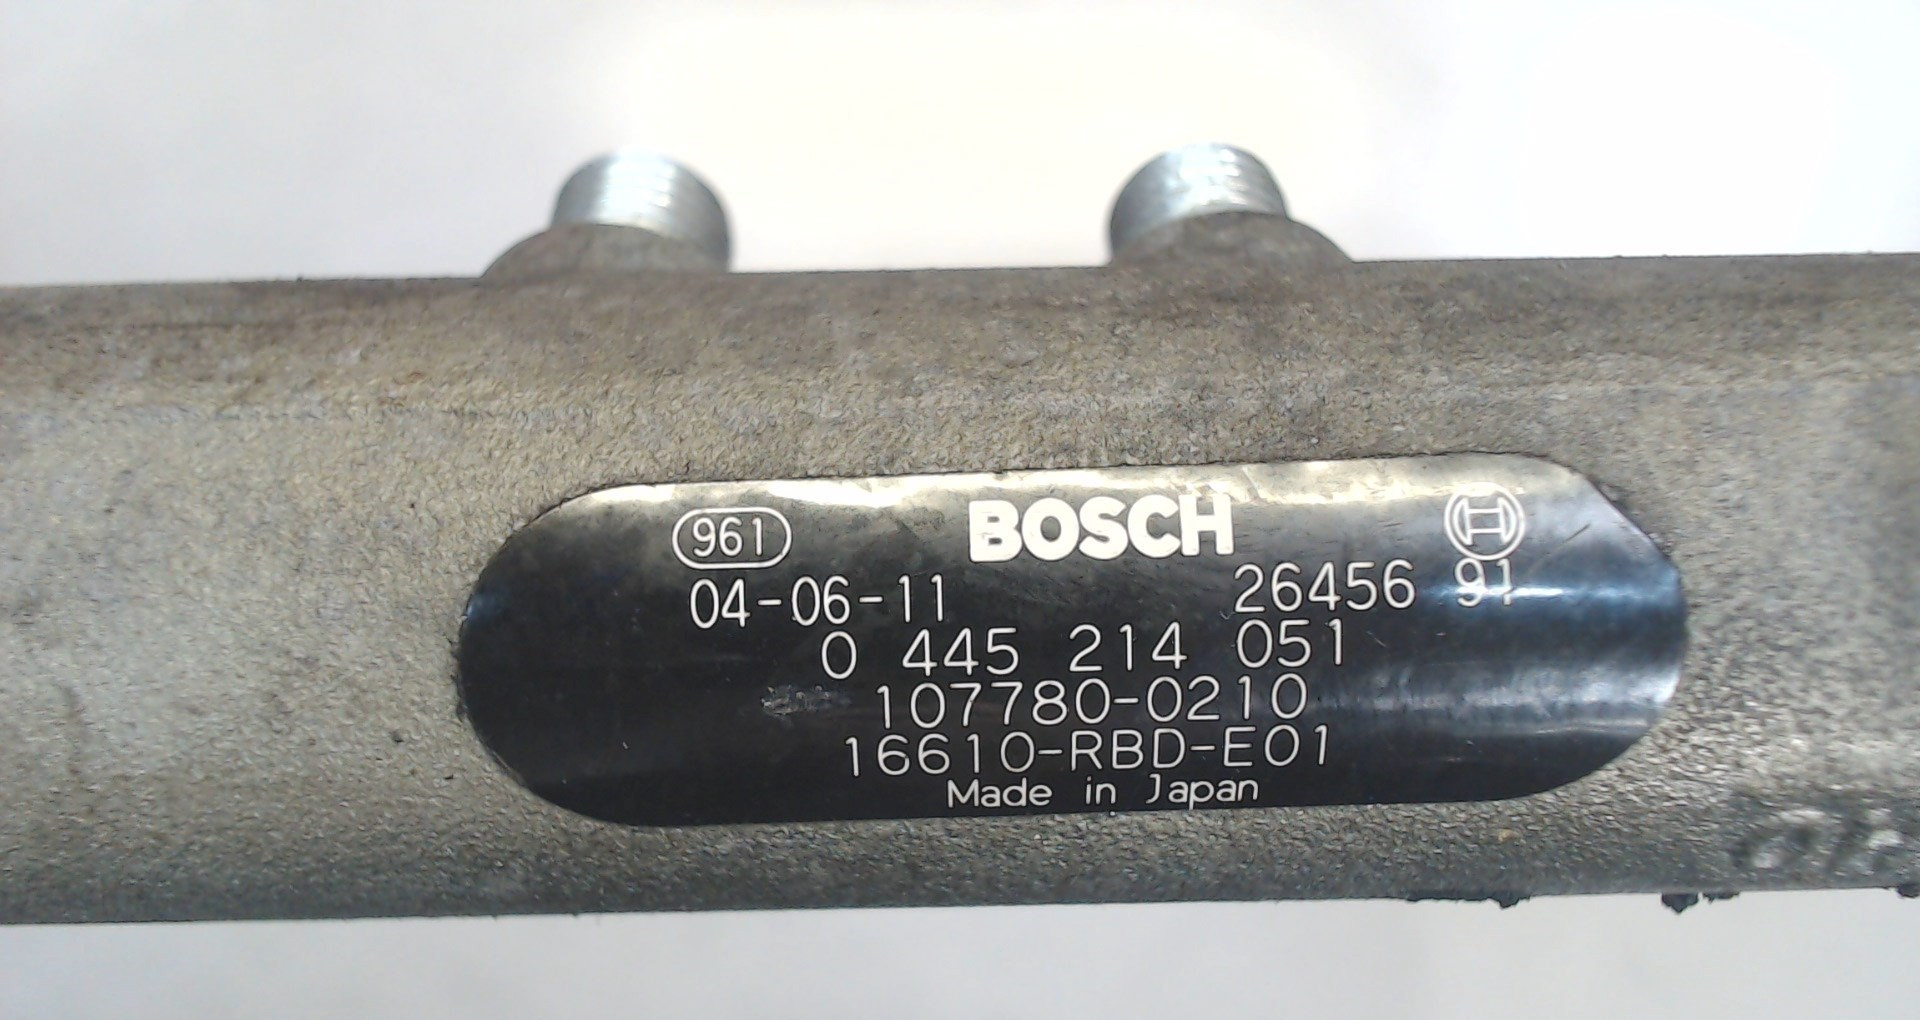 961 BOSCH
04-06-11 26456 91
0 445 214 051
107780-0210
16610-RBD-E01
Made in Japan